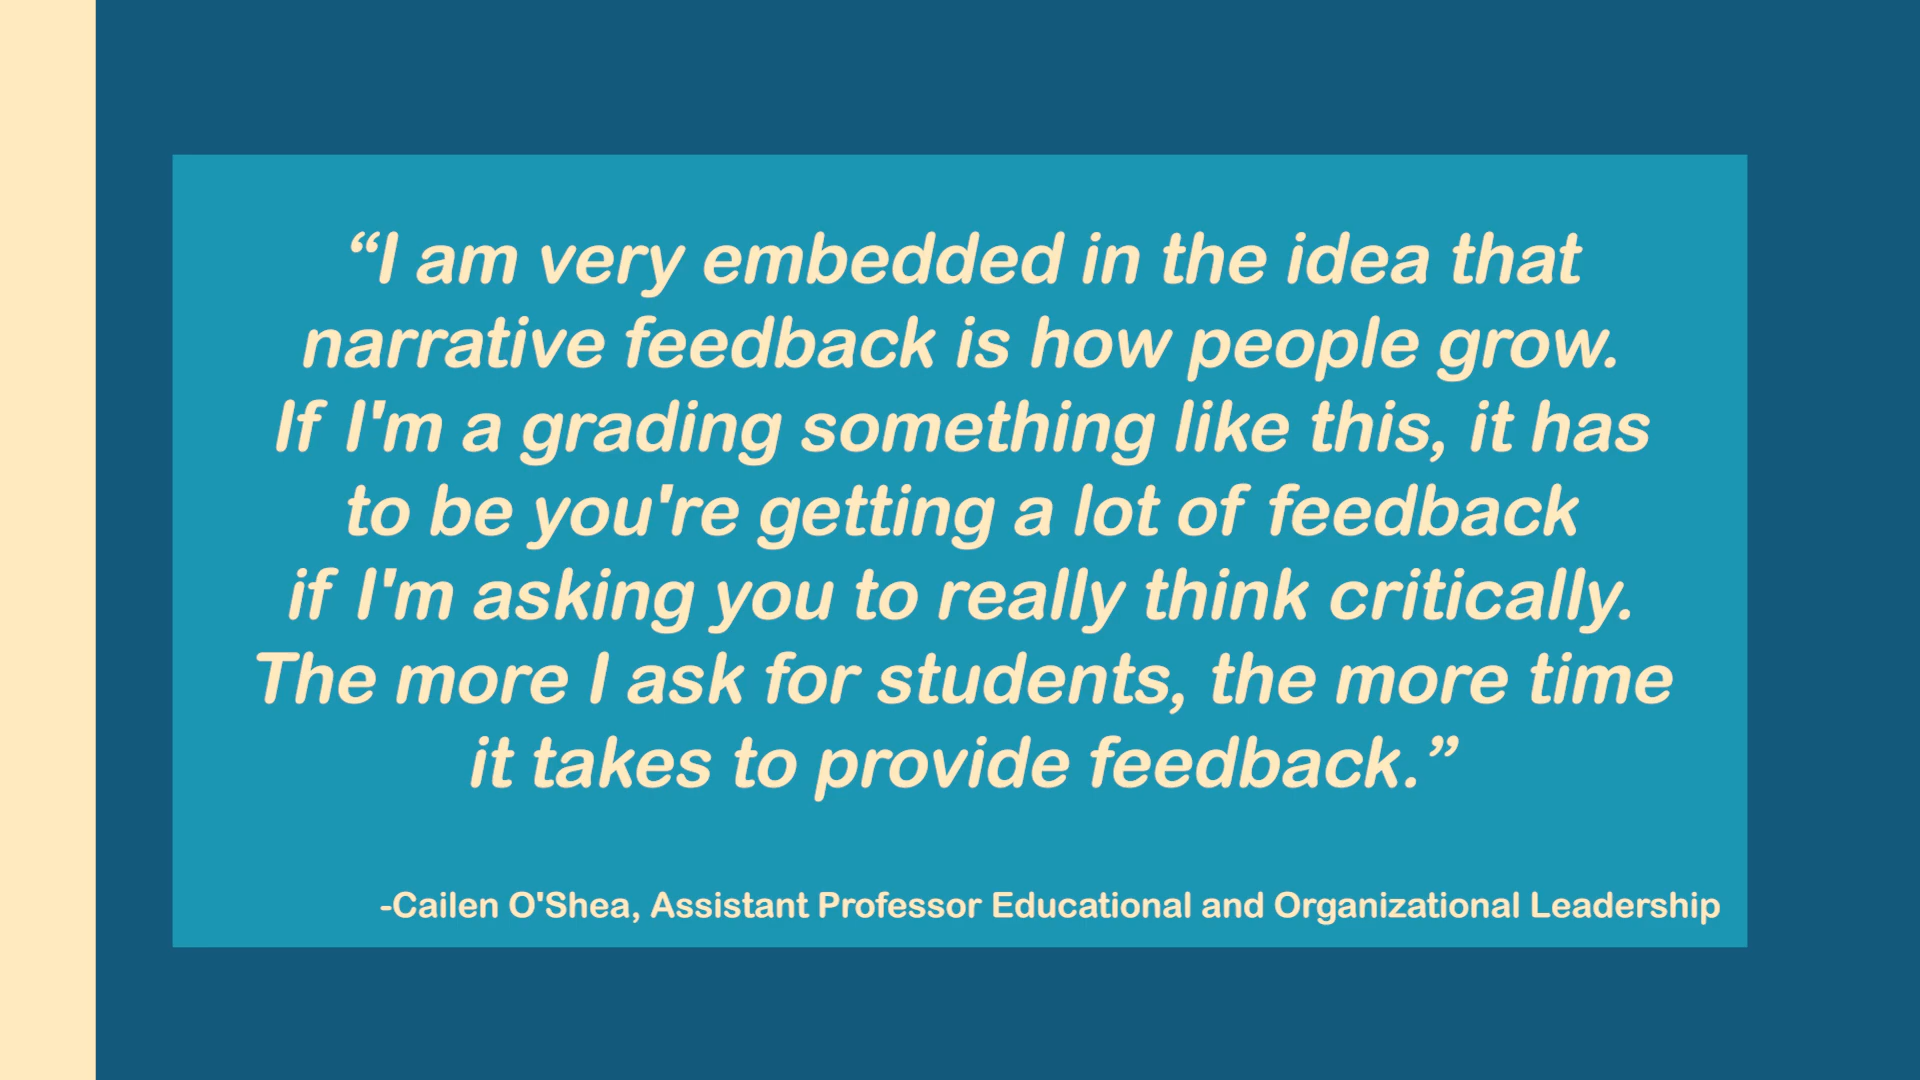 “I am very embedded in the idea that
narrative feedback is how people grow.
If I'm a grading something like this, it has
to be you're getting a lot of feedback
if I'm asking you to really think critically.
The more I ask for students, the more time
it takes to provide feedback.”
-Cailen O'Shea, Assistant Professor Educational and Organizational Leadership